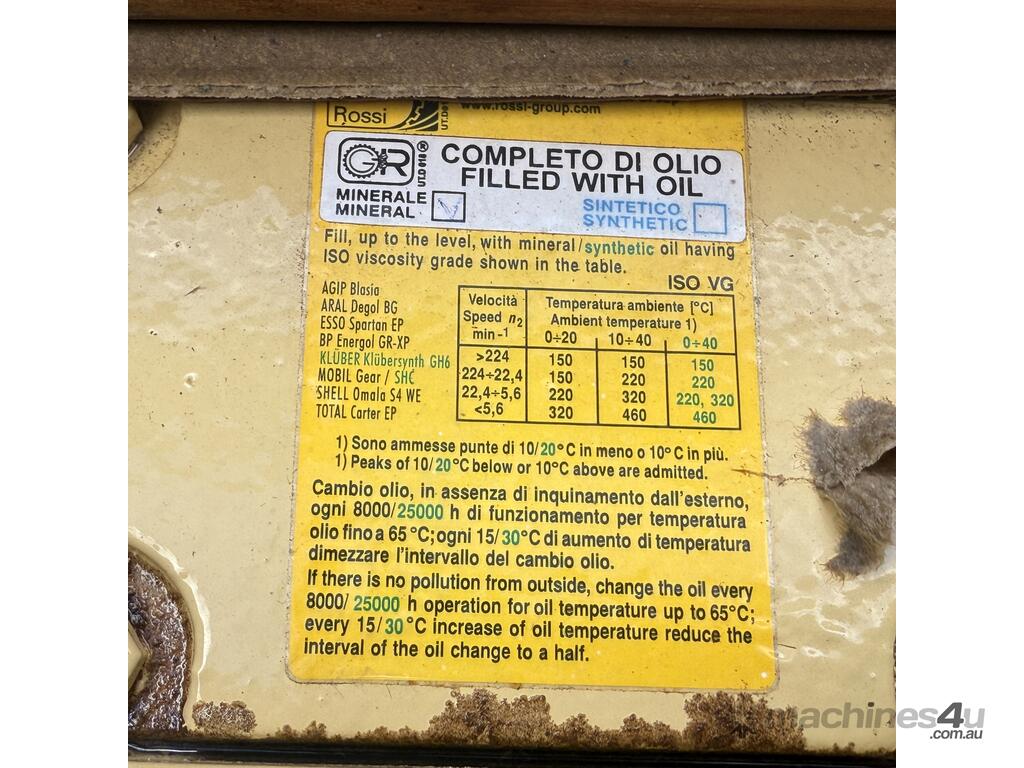 www.rossi-group.com
Rossi
UT.D 018
GR®
COMPLETO DI OLIO
FILLED WITH OIL
MINERALE
MINERAL
SINTETICO
SYNTHETIC
Fill, up to the level, with mineral/synthetic oil having
ISO viscosity grade shown in the table.
ISO VG
AGIP Blasia
ARAL Degol BG
ESSO Spartan EP
BP Energol GR-XP
KLÜBER Klübersynth GH6
MOBIL Gear / SHC
SHELL Omala S4 WE
TOTAL Carter EP
Velocità Temperatura ambiente [°C]
Speed n2 Ambient temperature 1)
min-1 0÷20 10÷40 0÷40
>224 150 150 150
224÷22,4 150 220 220
22,4÷5,6 220 320 220, 320
<5,6 320 460 460
1) Sono ammesse punte di 10/20°C in meno o 10°C in più.
1) Peaks of 10/20°C below or 10°C above are admitted.
Cambio olio, in assenza di inquinamento dall'esterno,
ogni 8000/25000 h di funzionamento per temperatura
olio fino a 65°C; ogni 15/30°C di aumento di temperatura
dimezzare l'intervallo del cambio olio.
If there is no pollution from outside, change the oil every
8000/ 25000 h operation for oil temperature up to 65°C;
every 15/30°C increase of oil temperature reduce the
interval of the oil change to a half.
machines4u
.com.au